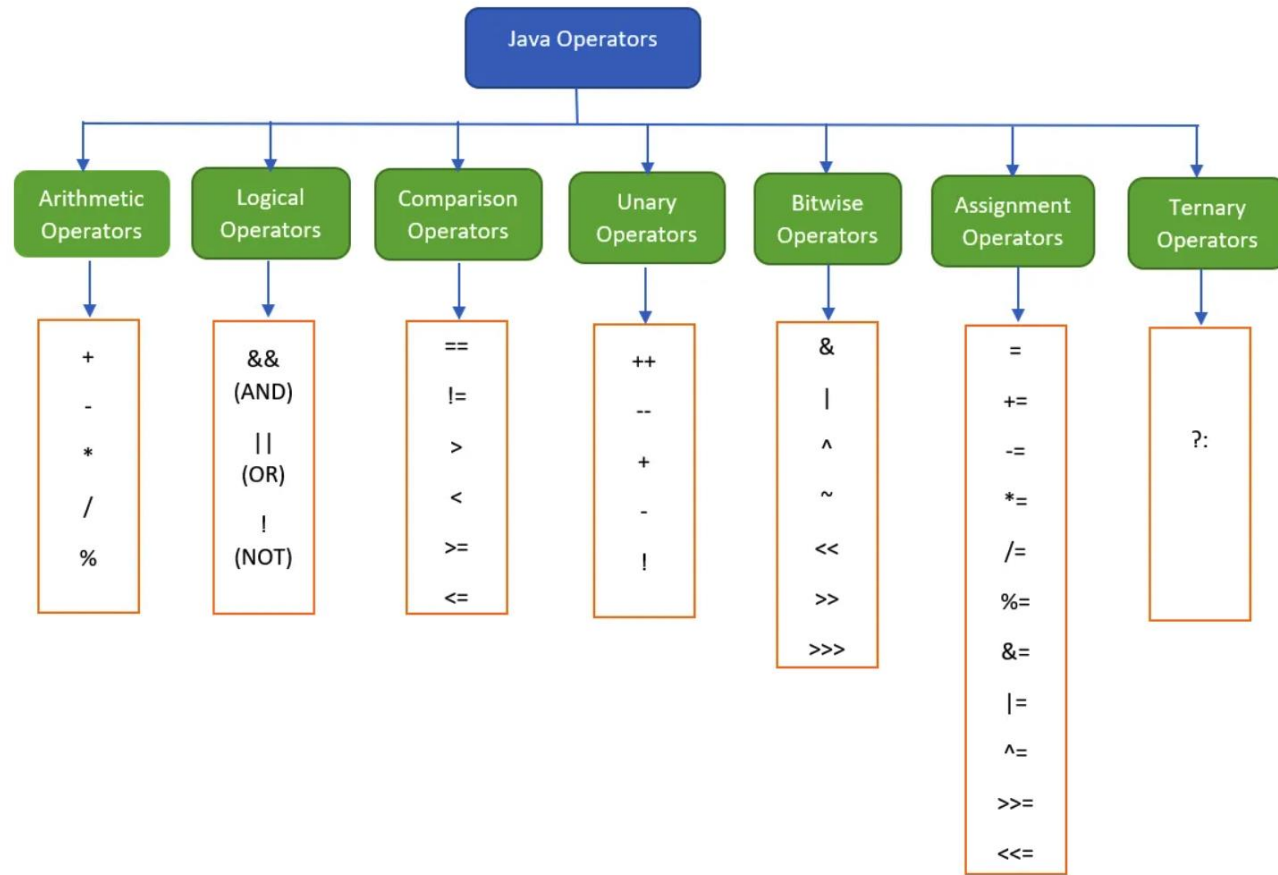 Java Operators
Arithmetic
Operators
Logical
Operators
Comparison
Operators
Unary
Operators
Bitwise
Operators
Assignment
Operators
Ternary
Operators
+
-
*
/
%
&&
(AND)
||
(OR)
!
(NOT)
==
!=
>
<
>=
<=
++
--
+
-
!
&
|
^
~
<<
>>
>>>
=
+=
-=
*=
/=
%=
&=
|=
^=
>>=
<<=
?: